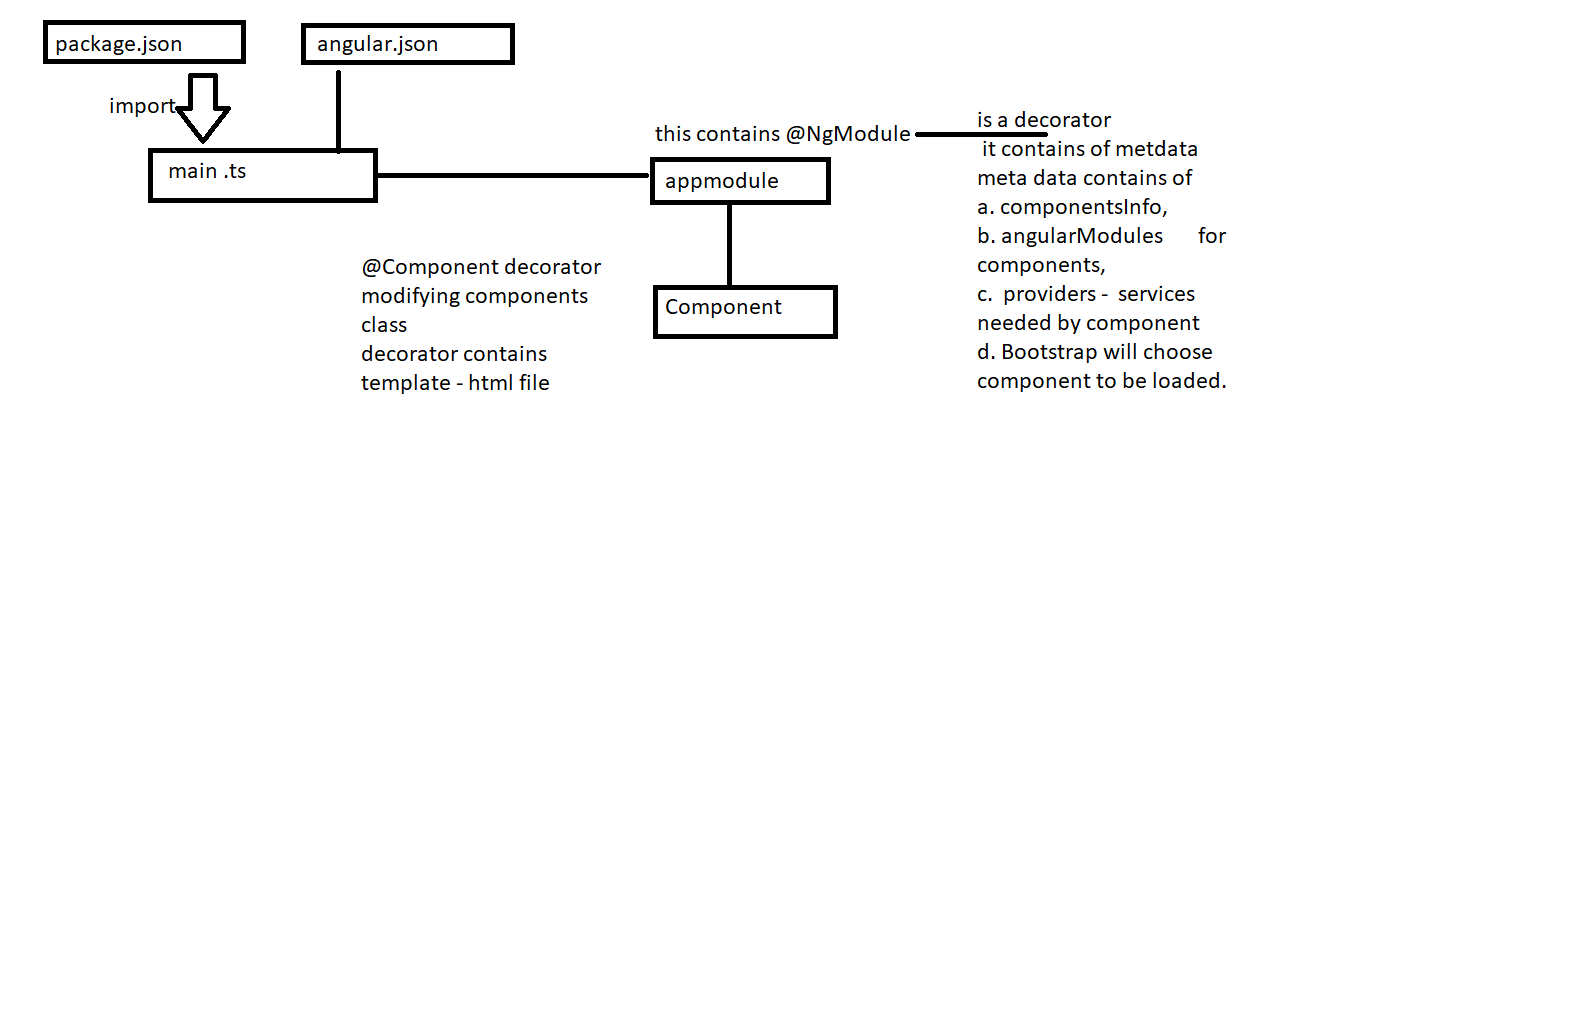 package.json
angular.json
import
main .ts
this contains @NgModule
appmodule
Component
@Component decorator
modifying components
class
decorator contains
template - html file
is a decorator
it contains of metdata
meta data contains of
a. componentsInfo,
b. angularModules for
components,
c. providers - services
needed by component
d. Bootstrap will choose
component to be loaded.